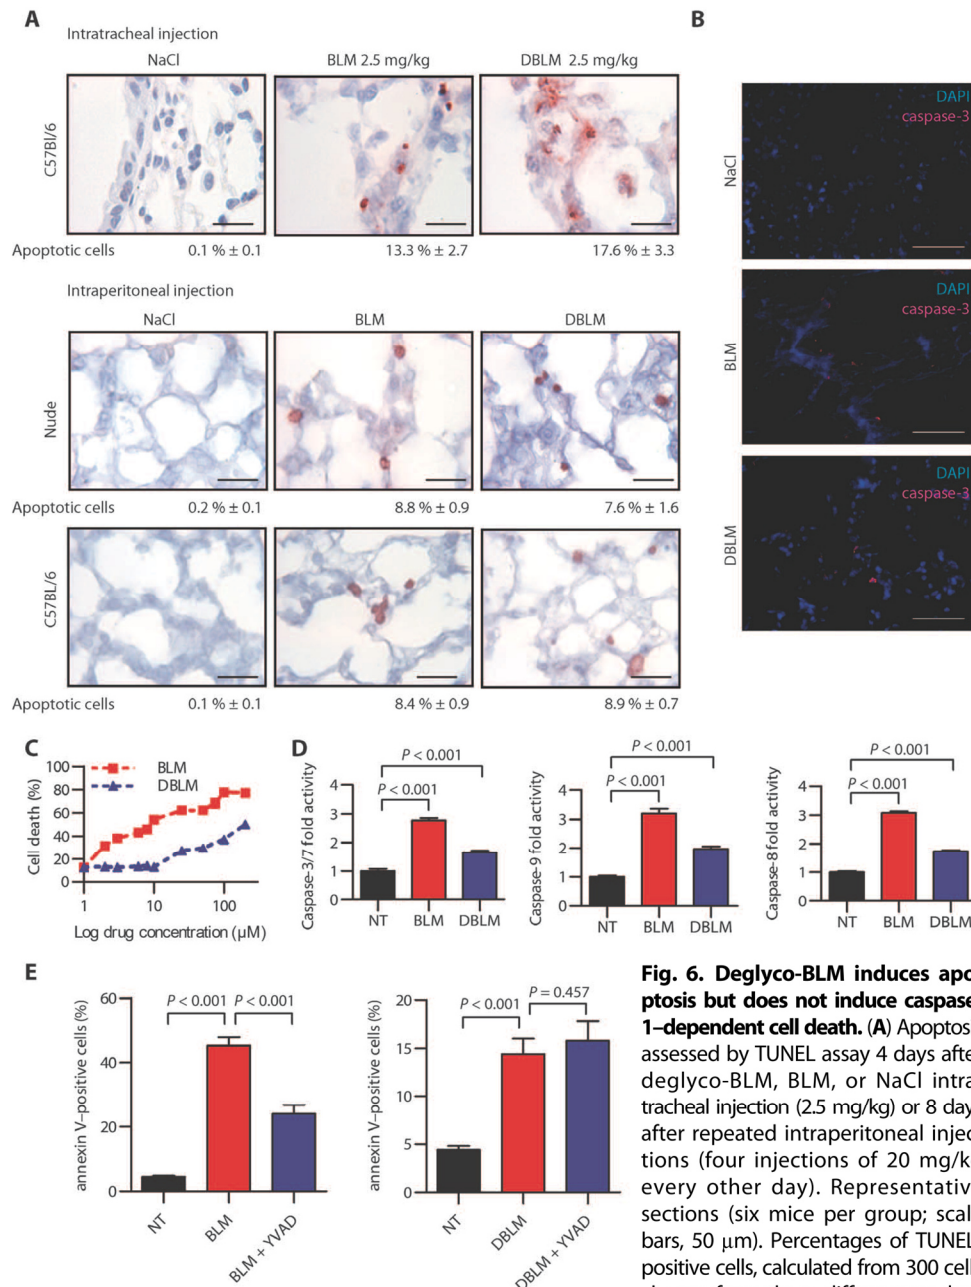 A
Intratracheal injection
NaCl
BLM 2.5 mg/kg
DBLM 2.5 mg/kg
C57Bl/6
Apoptotic cells
0.1 % ± 0.1
13.3 % ± 2.7
17.6 % ± 3.3
Intraperitoneal injection
NaCl
BLM
DBLM
Nude
Apoptotic cells
0.2 % ± 0.1
8.8 % ± 0.9
7.6 % ± 1.6
C57BL/6
Apoptotic cells
0.1 % ± 0.1
8.4 % ± 0.9
8.9 % ± 0.7
B
NaCl
DAPI
caspase-3
BLM
DAPI
caspase-3
DBLM
DAPI
caspase-3
C
BLM
DBLM
Cell death (%)
100
80
60
40
20
0
1
10
100
Log drug concentration (µM)
D
P < 0.001
P < 0.001
Caspase-3/7 fold activity
4
3
2
1
0
NT
BLM
DBLM
P < 0.001
P < 0.001
Caspase-9 fold activity
4
3
2
1
0
NT
BLM
DBLM
P < 0.001
P < 0.001
Caspase-8 fold activity
4
3
2
1
0
NT
BLM
DBLM
E
P < 0.001
P < 0.001
annexin V–positive cells (%)
60
40
20
0
NT
BLM
BLM + YVAD
P < 0.001
P = 0.457
annexin V–positive cells (%)
20
15
10
5
0
NT
DBLM
DBLM + YVAD
Fig. 6. Deglyco-BLM induces apo
ptosis but does not induce caspase
1–dependent cell death. (A) Apoptos
assessed by TUNEL assay 4 days afte
deglyco-BLM, BLM, or NaCl intra
tracheal injection (2.5 mg/kg) or 8 day
after repeated intraperitoneal injec
tions (four injections of 20 mg/k
every other day). Representativ
sections (six mice per group; scal
bars, 50 µm). Percentages of TUNEL
positive cells, calculated from 300 cell